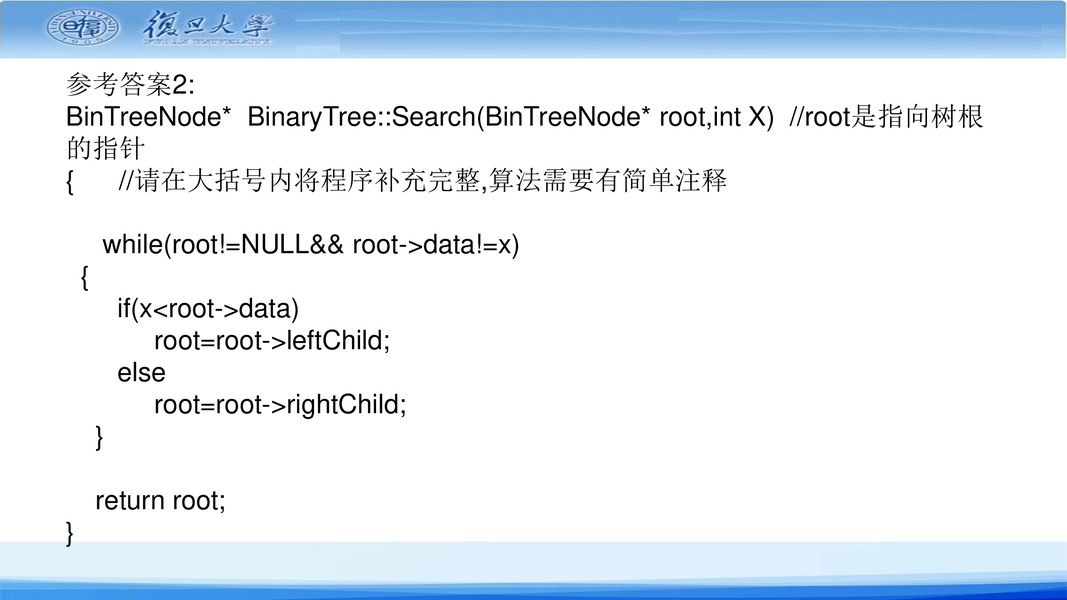 復旦大學
参考答案2:
BinTreeNode* BinaryTree::Search(BinTreeNode* root,int X) //root是指向树根
的指针
{ //请在大括号内将程序补充完整,算法需要有简单注释
while(root!=NULL&& root->data!=x)
{
if(x<root->data)
root=root->leftChild;
else
root=root->rightChild;
}
return root;
}